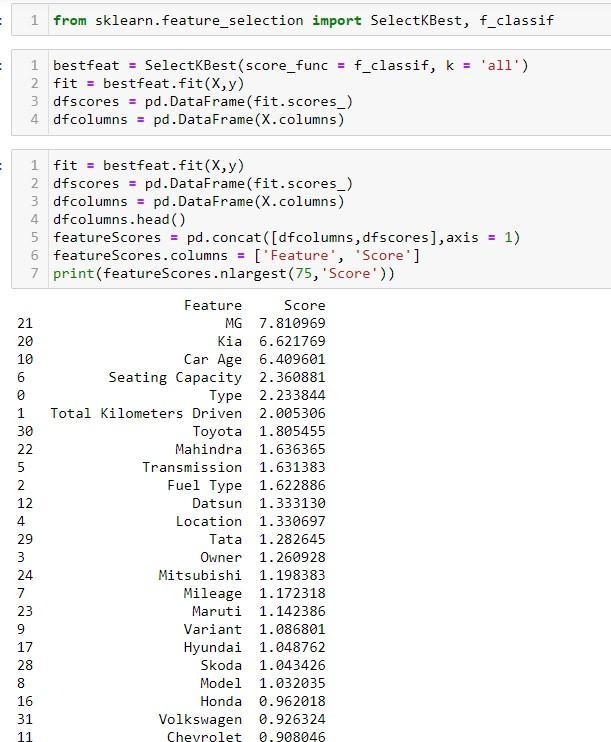 1 from sklearn.feature_selection import SelectKBest, f_classif
1 bestfeat = SelectKBest(score_func = f_classif, k = 'all')
2 fit = bestfeat.fit(X,y)
3 dfscores = pd.DataFrame(fit.scores_)
4 dfcolumns = pd.DataFrame(X.columns)
1 fit = bestfeat.fit(X,y)
2 dfscores = pd.DataFrame(fit.scores_)
3 dfcolumns = pd.DataFrame(X.columns)
4 dfcolumns.head()
5 featureScores = pd.concat([dfcolumns,dfscores],axis = 1)
6 featureScores.columns = ['Feature', 'Score']
7 print(featureScores.nlargest(75,'Score'))
Feature Score
21 MG 7.810969
20 Kia 6.621769
10 Car Age 6.409601
6 Seating Capacity 2.360881
0 Type 2.233844
1 Total Kilometers Driven 2.005306
30 Toyota 1.805455
22 Mahindra 1.636365
5 Transmission 1.631383
2 Fuel Type 1.622886
12 Datsun 1.333130
4 Location 1.330697
29 Tata 1.282645
3 Owner 1.260928
24 Mitsubishi 1.198383
7 Mileage 1.172318
23 Maruti 1.142386
9 Variant 1.086801
17 Hyundai 1.048762
28 Skoda 1.043426
8 Model 1.032035
16 Honda 0.962018
31 Volkswagen 0.926324
11 Chevrolet 0.908046